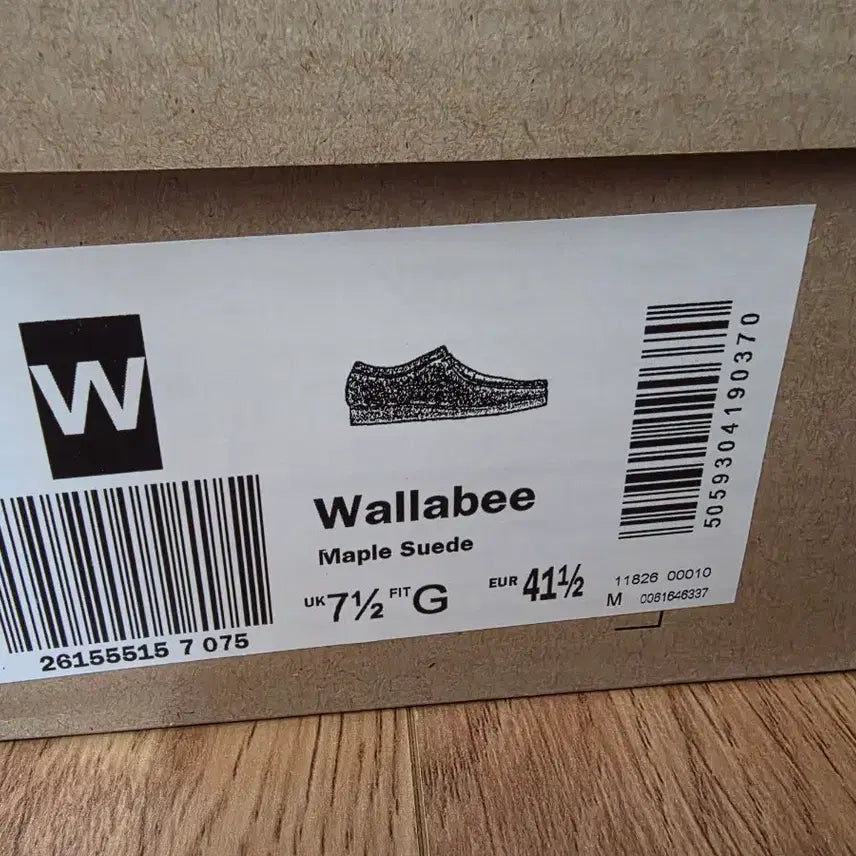 W
26155515 7 075
Wallabee
Maple Suede
UK 7½ FIT G
EUR 41½
11826 00010
M 0081646337
5059304190370